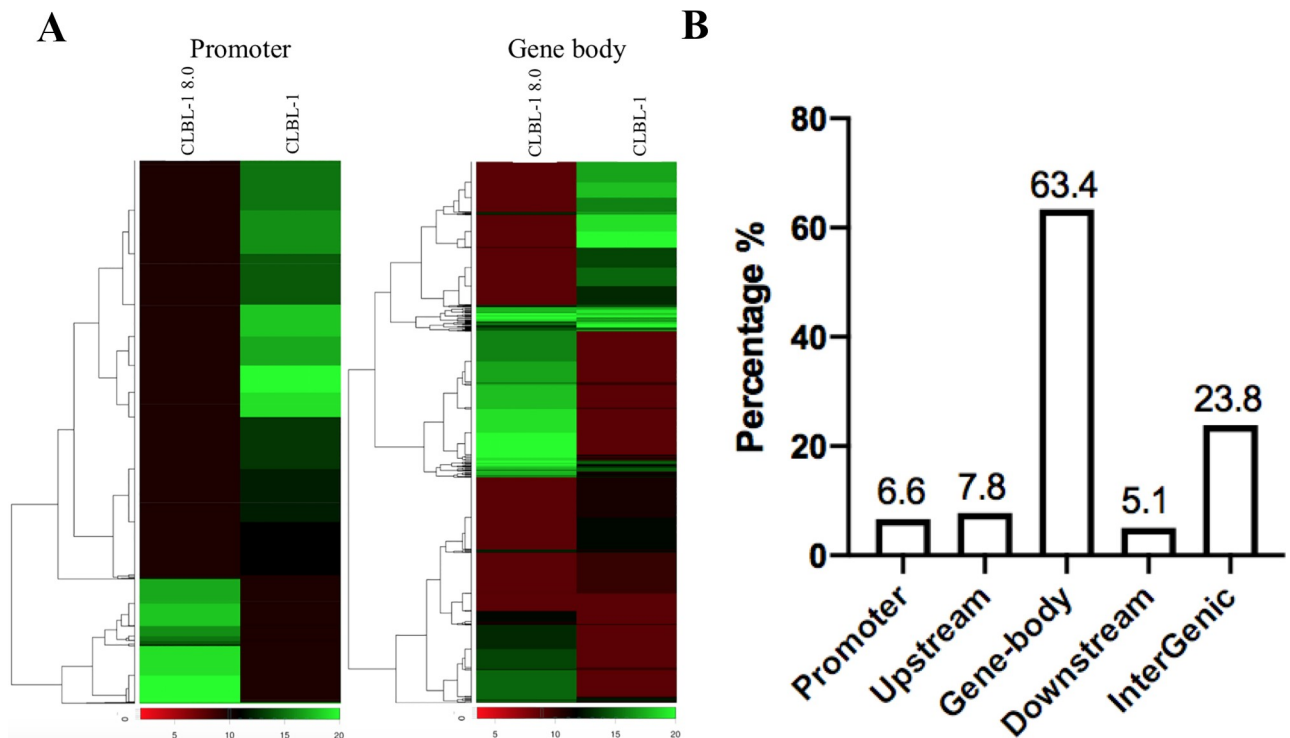 A
B
Promoter
Gene body
CLBL-1 8.0
CLBL-1
CLBL-1 8.0
CLBL-1
0
5
10
15
20
0
5
10
15
20
Percentage %
80
60
40
20
0
6.6
7.8
63.4
5.1
23.8
Promoter
Upstream
Gene-body
Downstream
InterGenic